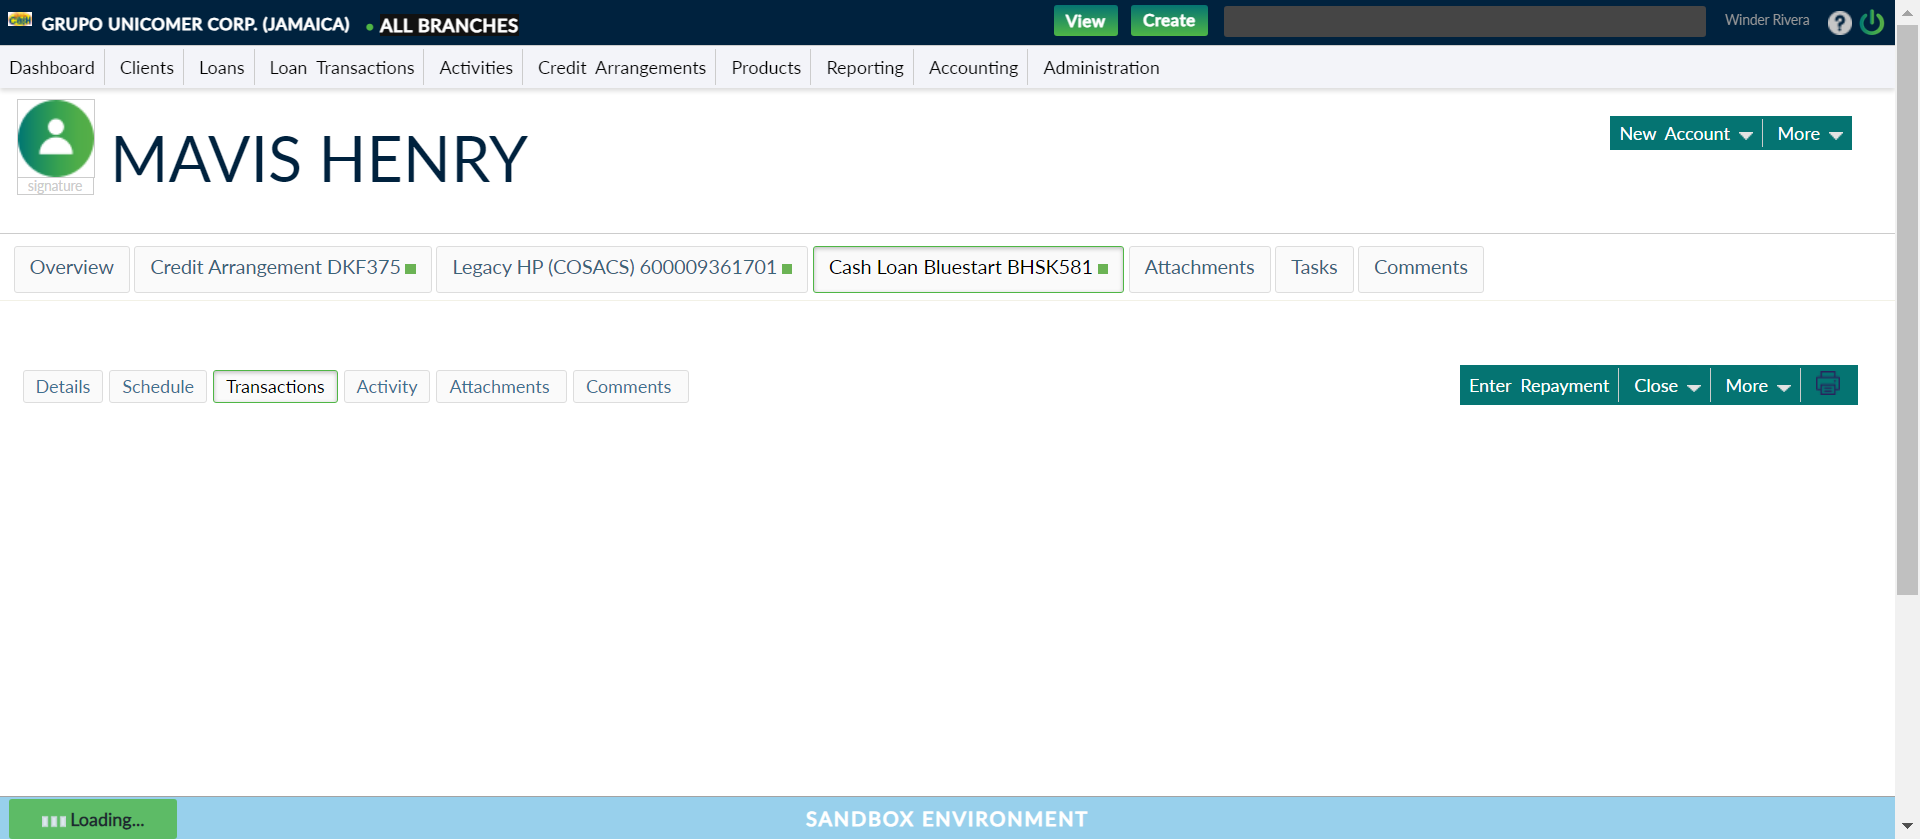 Cash GRUPO UNICOMER CORP. (JAMAICA) ALL BRANCHES View Create Winder Rivera ?
Dashboard Clients Loans Loan Transactions Activities Credit Arrangements Products Reporting Accounting Administration
MAVIS HENRY
signature
New Account More
Overview Credit Arrangement DKF375 Legacy HP (COSACS) 600009361701 Cash Loan Bluestart BHSK581 Attachments Tasks Comments
Details Schedule Transactions Activity Attachments Comments Enter Repayment Close More
Loading... SANDBOX ENVIRONMENT